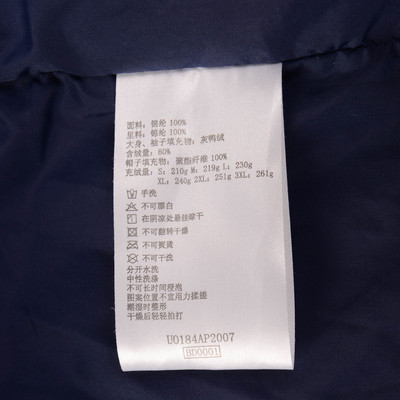 面料: 锦纶 100%
里料: 锦纶 100%
大身、袖子填充物: 灰鸭绒
含绒量: 80%
帽子填充物: 聚酯纤维 100%
充绒量: S: 210g M: 219g L: 230g
XL: 240g 2XL: 251g 3XL: 261g
手洗
不可漂白
在阴凉处悬挂晾干
不可翻转干燥
不可熨烫
不可干洗
分开水洗
中性洗涤
不可长时间浸泡
图案位置不宜用力揉搓
潮湿时整形
干燥后轻轻拍打
U0184AP2007
BD0001